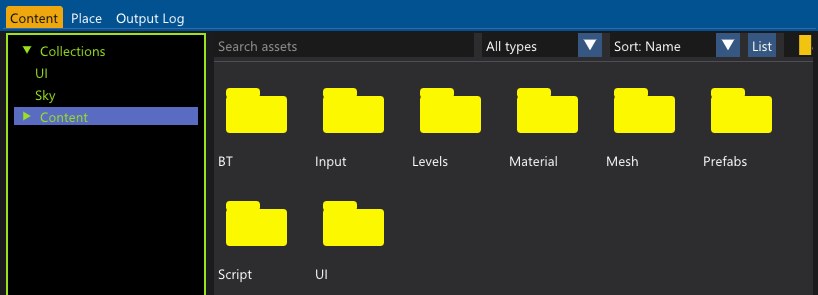 Content Place Output Log
Collections
UI
Sky
Content
Search assets All types Sort: Name List
BT Input Levels Material Mesh Prefabs
Script UI